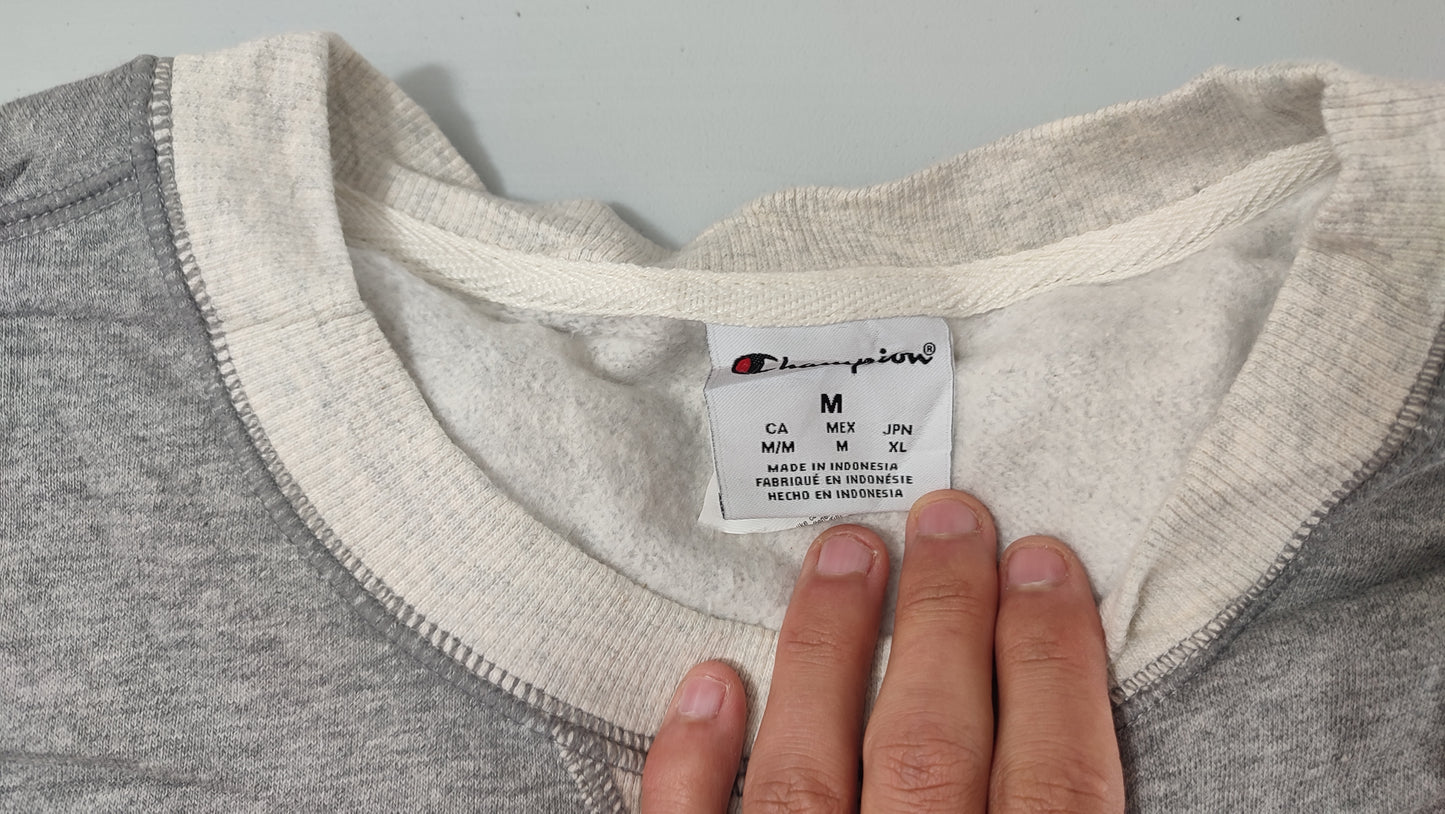 Champion®
M
CA MEX JPN
M/M M XL
MADE IN INDONESIA
FABRIQUÉ EN INDONÉSIE
HECHO EN INDONESIA